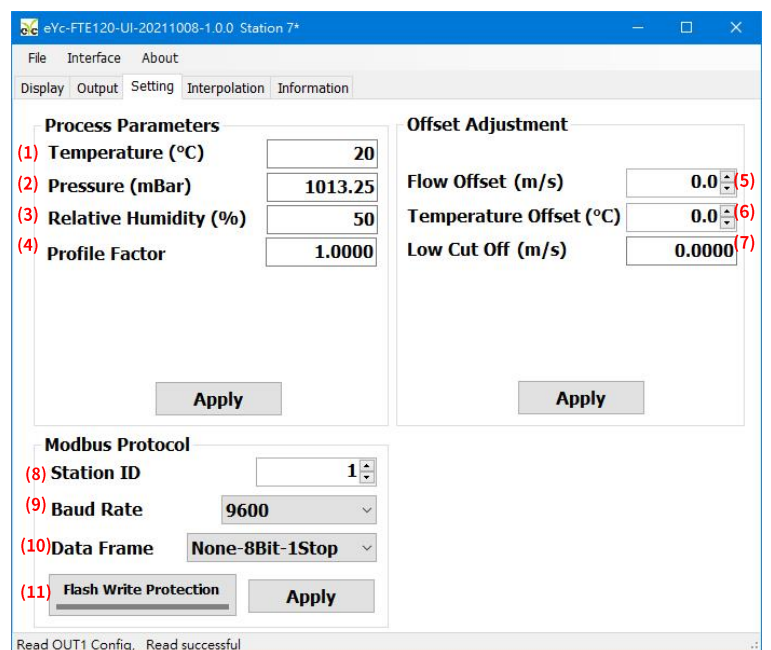 eYc-FTE120-UI-20211008-1.0.0 Station 7*
File Interface About
Display Output Setting Interpolation Information
Process Parameters
(1) Temperature (°C) 20
(2) Pressure (mBar) 1013.25
(3) Relative Humidity (%) 50
(4) Profile Factor 1.0000
Apply
Offset Adjustment
Flow Offset (m/s) 0.0 (5)
Temperature Offset (°C) 0.0 (6)
Low Cut Off (m/s) 0.0000 (7)
Apply
Modbus Protocol
(8) Station ID 1
(9) Baud Rate 9600
(10) Data Frame None-8Bit-1Stop
(11) Flash Write Protection Apply
Read OUT1 Config, Read successful